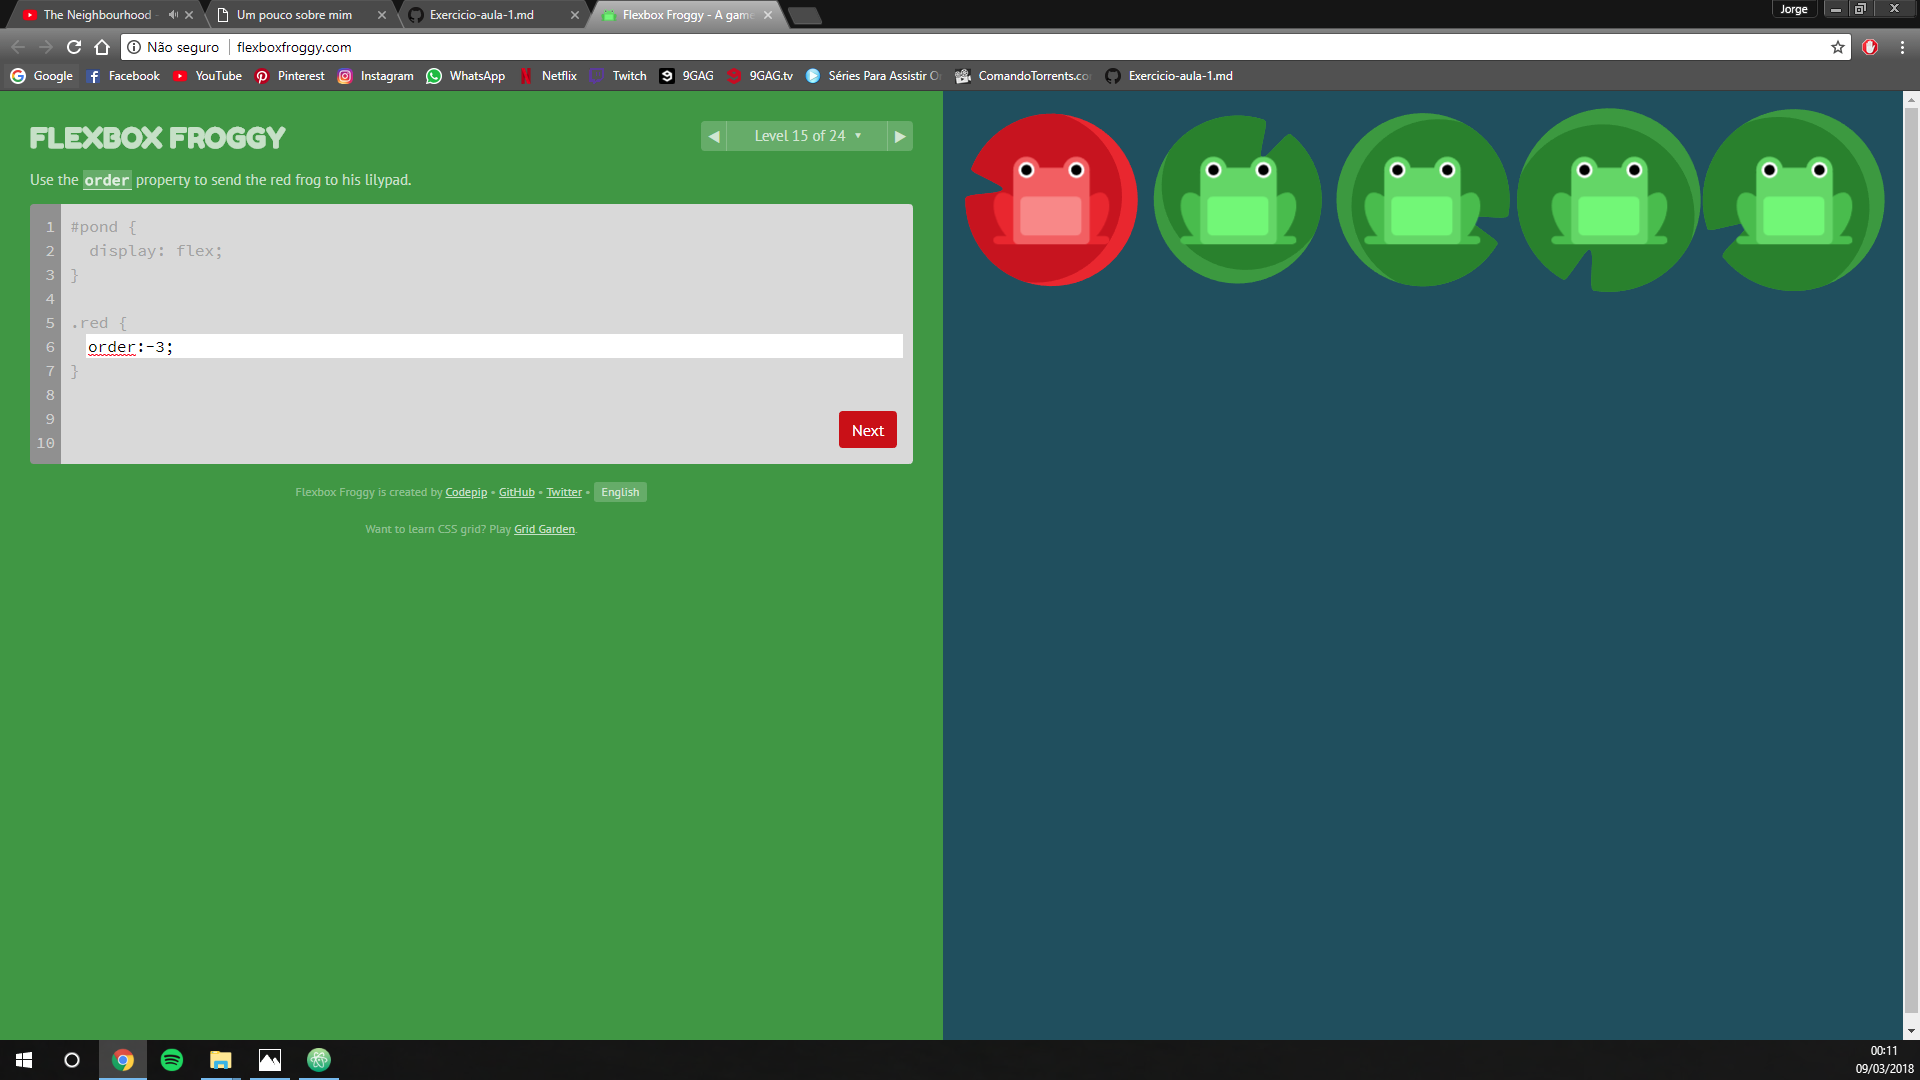 The Neighbourhood - Um pouco sobre mim Exercicio-aula-1.md Flexbox Froggy - A game Jorge
Não seguro flexboxfroggy.com
Google Facebook YouTube Pinterest Instagram WhatsApp Netflix Twitch 9GAG 9GAG.tv Séries Para Assistir On ComandoTorrents.co Exercicio-aula-1.md
FLEXBOX FROGGY
Level 15 of 24
Use the order property to send the red frog to his lilypad.
1 #pond {
2 display: flex;
3 }
4
5 .red {
6 order:-3;
7 }
8
9
10
Next
Flexbox Froggy is created by Codepip • GitHub • Twitter • English
Want to learn CSS grid? Play Grid Garden.
00:11
09/03/2018